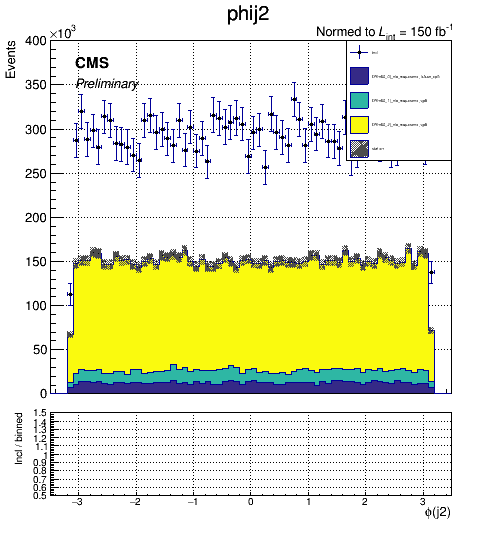 phij2
×10³
Normed to L_int = 150 fb⁻¹
Events
CMS
Preliminary
400
350
300
250
200
150
100
50
0
Incl / binned
1.5
1.4
1.3
1.2
1.1
1
0.9
0.8
0.7
0.6
0.5
−3 −2 −1 0 1 2 3
φ(j2)